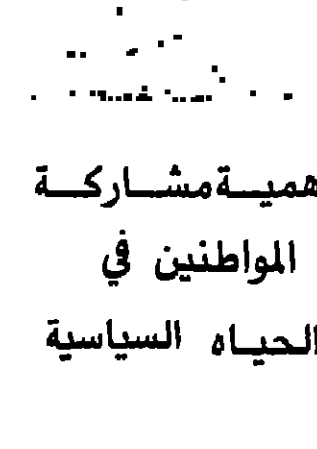 همية مشاركة
المواطنين في
الحياه السياسية